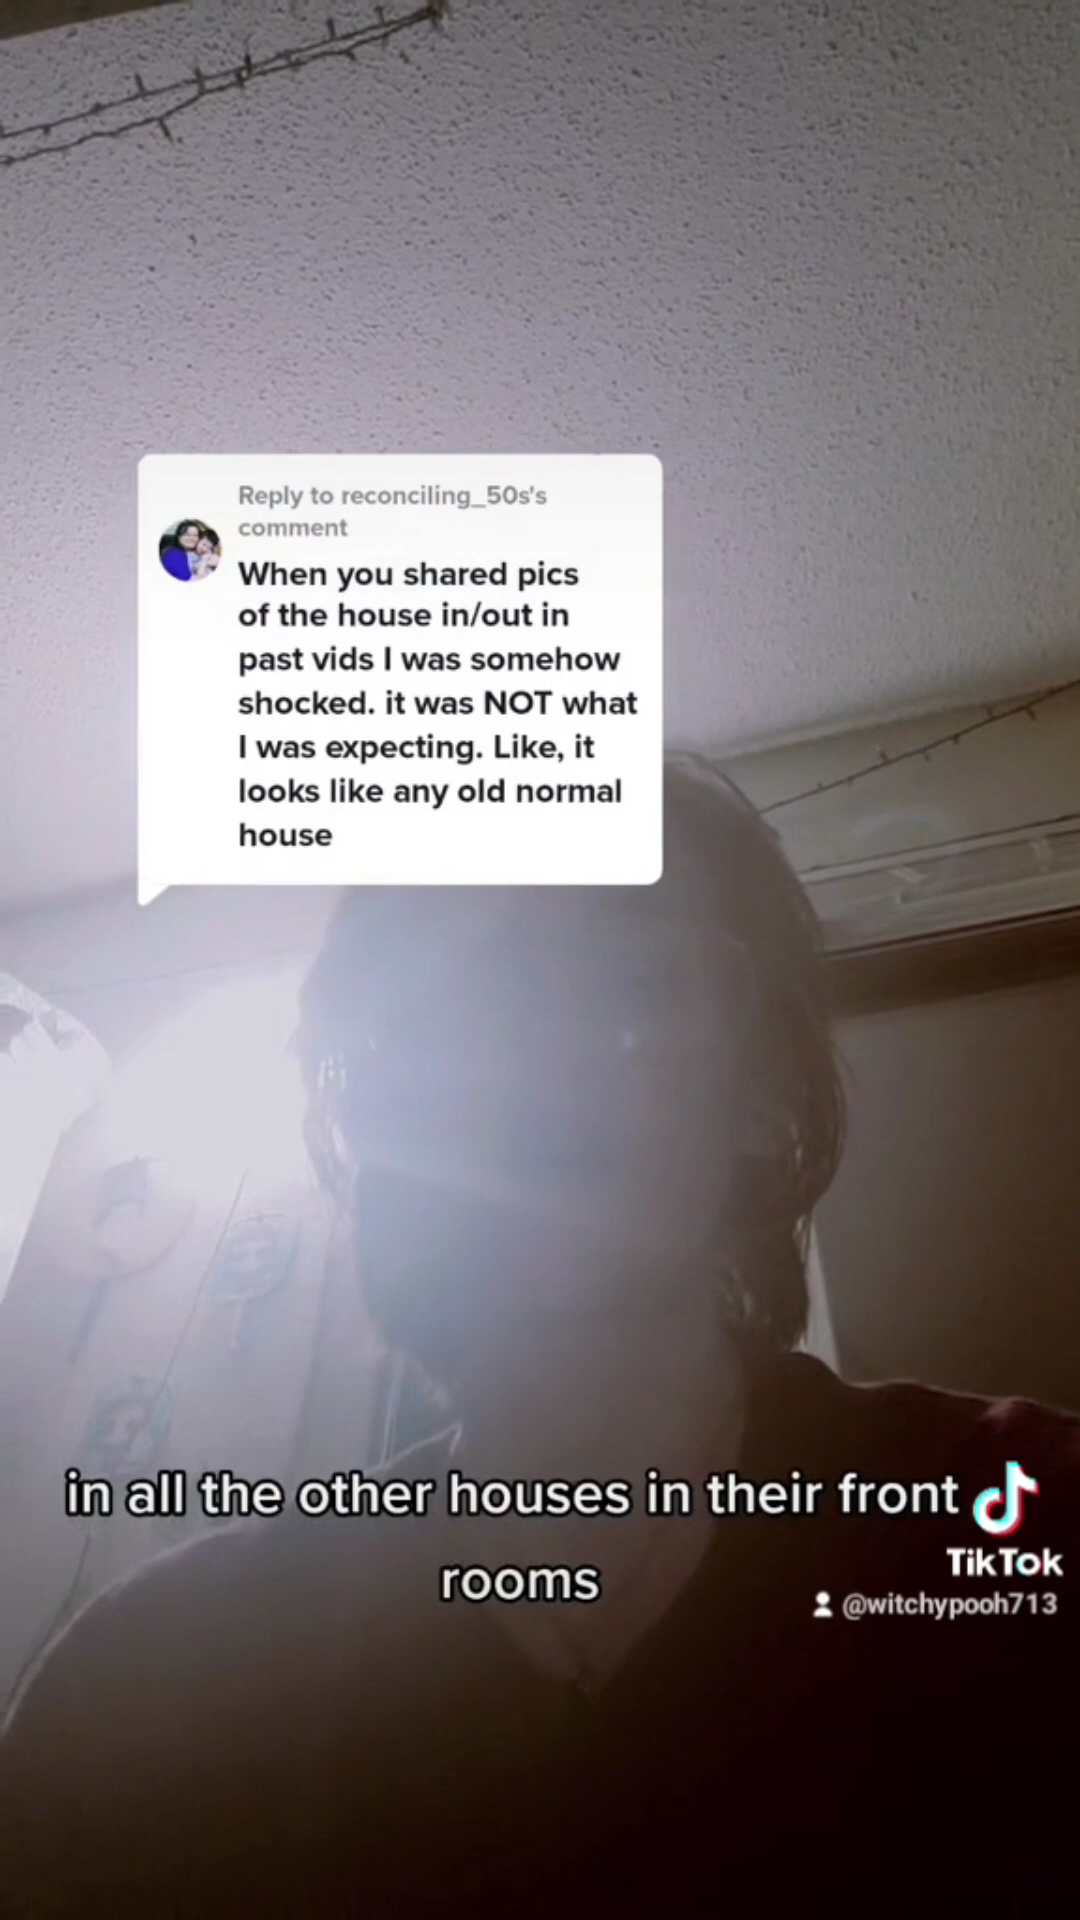 Reply to reconciling_50s's
comment
When you shared pics
of the house in/out in
past vids I was somehow
shocked. it was NOT what
I was expecting. Like, it
looks like any old normal
house
in all the other houses in their front
rooms
TikTok
@witchypooh713